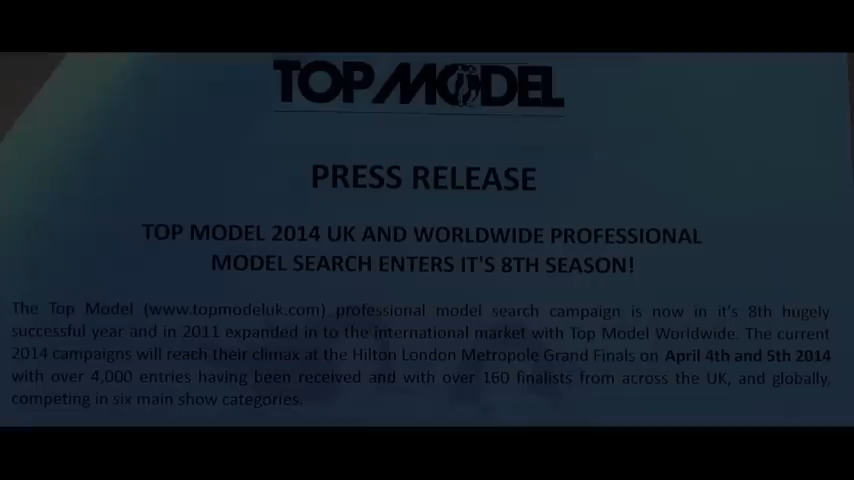 TOP MODEL
PRESS RELEASE
TOP MODEL 2014 UK AND WORLDWIDE PROFESSIONAL
MODEL SEARCH ENTERS IT'S 8TH SEASON!
The Top Model (www.topmodeluk.com) professional model search campaign is now in it's 8th hugely
successful year and in 2011 expanded in to the international market with Top Model Worldwide. The current
2014 campaigns will reach their climax at the Hilton London Metropole Grand Finals on April 4th and 5th 2014
with over 4,000 entries having been received and with over 160 finalists from across the UK, and globally,
competing in six main show categories.